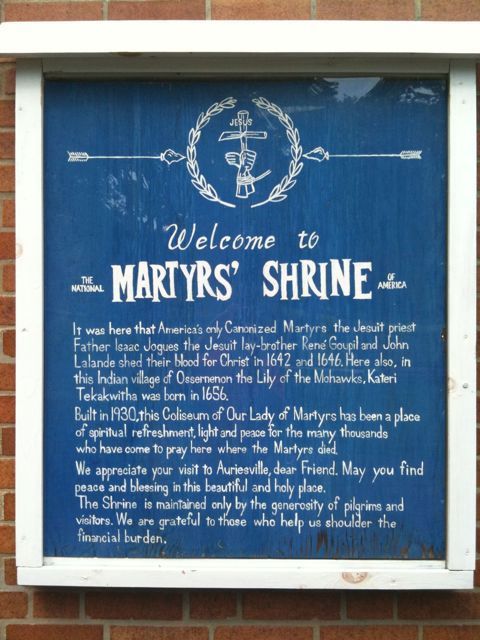 JESUS
Welcome to
THE NATIONAL MARTYRS' SHRINE OF AMERICA
It was here that America's only Canonized Martyrs the Jesuit priest
Father Isaac Jogues the Jesuit lay-brother René Goupil and John
Lalande shed their blood for Christ in 1642 and 1646. Here also, in
this Indian village of Ossernenon the Lily of the Mohawks, Kateri
Tekakwitha was born in 1656.
Built in 1930, this Coliseum of Our Lady of Martyrs has been a place
of spiritual refreshment, light and peace for the many thousands
who have come to pray here where the Martyrs died.
We appreciate your visit to Auriesville, dear Friend. May you find
peace and blessing in this beautiful and holy place.
The Shrine is maintained only by the generosity of pilgrims and
visitors. We are grateful to those who help us shoulder the
financial burden.